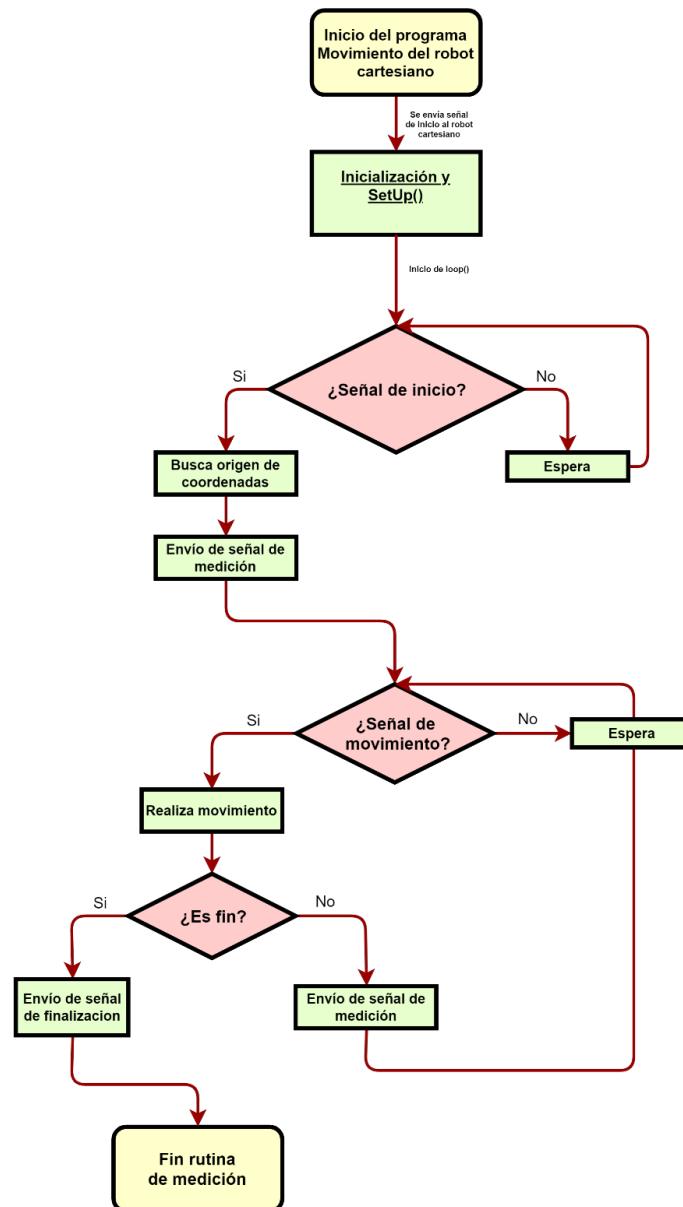 Inicio del programa
Movimiento del robot
cartesiano
Se envía señal
de inicio al robot
cartesiano
Inicialización y
SetUp()
Inicio de loop()
¿Señal de inicio?
Si
No
Busca origen de
coordenadas
Espera
Envío de señal de
medición
¿Señal de
movimiento?
Si
No
Espera
Realiza movimiento
¿Es fin?
Si
No
Envío de señal
de finalizacion
Envío de señal de
medición
Fin rutina
de medición